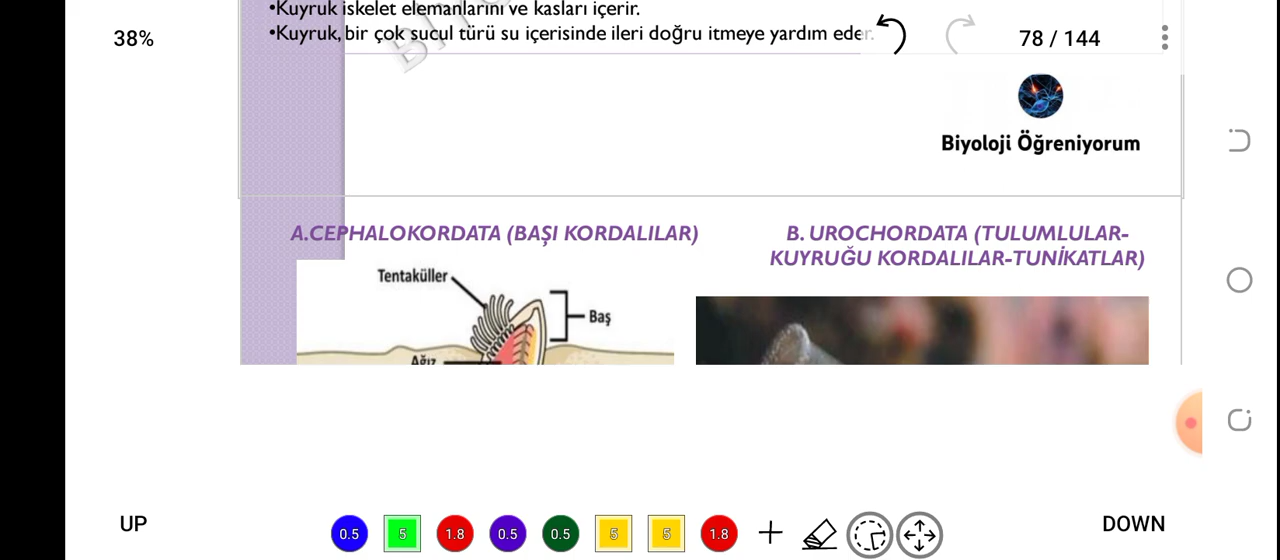 •Kuyruk iskelet elemanlarını ve kasları içerir.
38%
•Kuyruk, bir çok sucul türü su içerisinde ileri doğru itmeye yardım eder.
78 / 144
Biyoloji Öğreniyorum
A.CEPHALOKORDATA (BAŞI KORDALILAR)
B. UROCHORDATA (TULUMLULAR-
KUYRUĞU KORDALILAR-TUNİKATLAR)
Tentaküller
Baş
Ağız
UP
0.5 5 1.8 0.5 0.5 5 5 1.8
DOWN